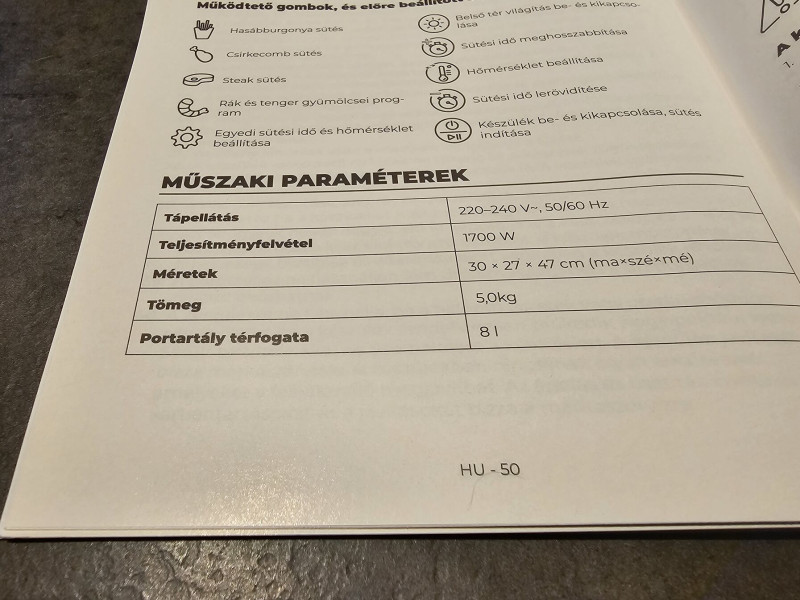 Működtető gombok, és előre beállított
Hasábburgonya sütés
Csirkecomb sütés
Steak sütés
Rák és tenger gyümölcsei prog-
ram
Egyedi sütési idő és hőmérséklet
beállítása
Belső tér világítás be- és kikapcso-
lása
Sütési idő meghosszabbítása
Hőmérséklet beállítása
Sütési idő lerövidítése
Készülék be- és kikapcsolása, sütés
indítása
MŰSZAKI PARAMÉTEREK
Tápellátás 220–240 V~, 50/60 Hz
Teljesítményfelvétel 1700 W
Méretek 30 × 27 × 47 cm (ma×szé×mé)
Tömeg 5,0kg
Portartály térfogata 8 l
HU - 50
A K
1.